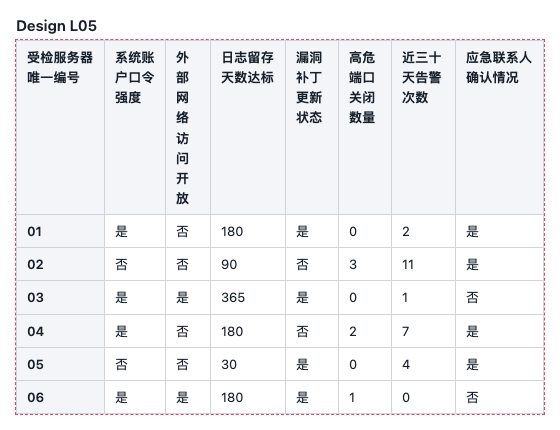 Design L05
受检服务器唯一编号 系统账户口令强度 外部网络访问开放 日志留存天数达标 漏洞补丁更新状态 高危端口关闭数量 近三十天告警次数 应急联系人确认情况
01 是 否 180 是 0 2 是
02 否 否 90 否 3 11 是
03 是 是 365 是 0 1 否
04 是 否 180 否 2 7 是
05 否 否 30 是 0 4 是
06 是 是 180 是 1 0 否